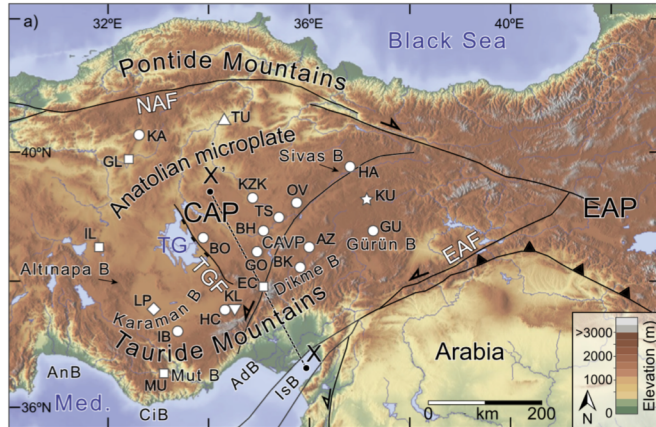 32°E
36°E
40°E
a)
Black Sea
Pontide Mountains
NAF
TU
KA
40°N
GL
Anatolian microplate
Sivas B
HA
X'
KZK
OV
KU
CAP
TS
EAP
BH
GU
IL
TG
BO
CAVP
AZ
Gürün B
GO
BK
EAF
Altınapa B
TGF
EC
Dikme B
LP
Karaman B
KL
HC
IB
Tauride Mountains
X
Arabia
AnB
MU
Mut B
AdB
IsB
36°N
Med.
CiB
0
km
200
N
>3000
2000
1000
0
Elevation (m)